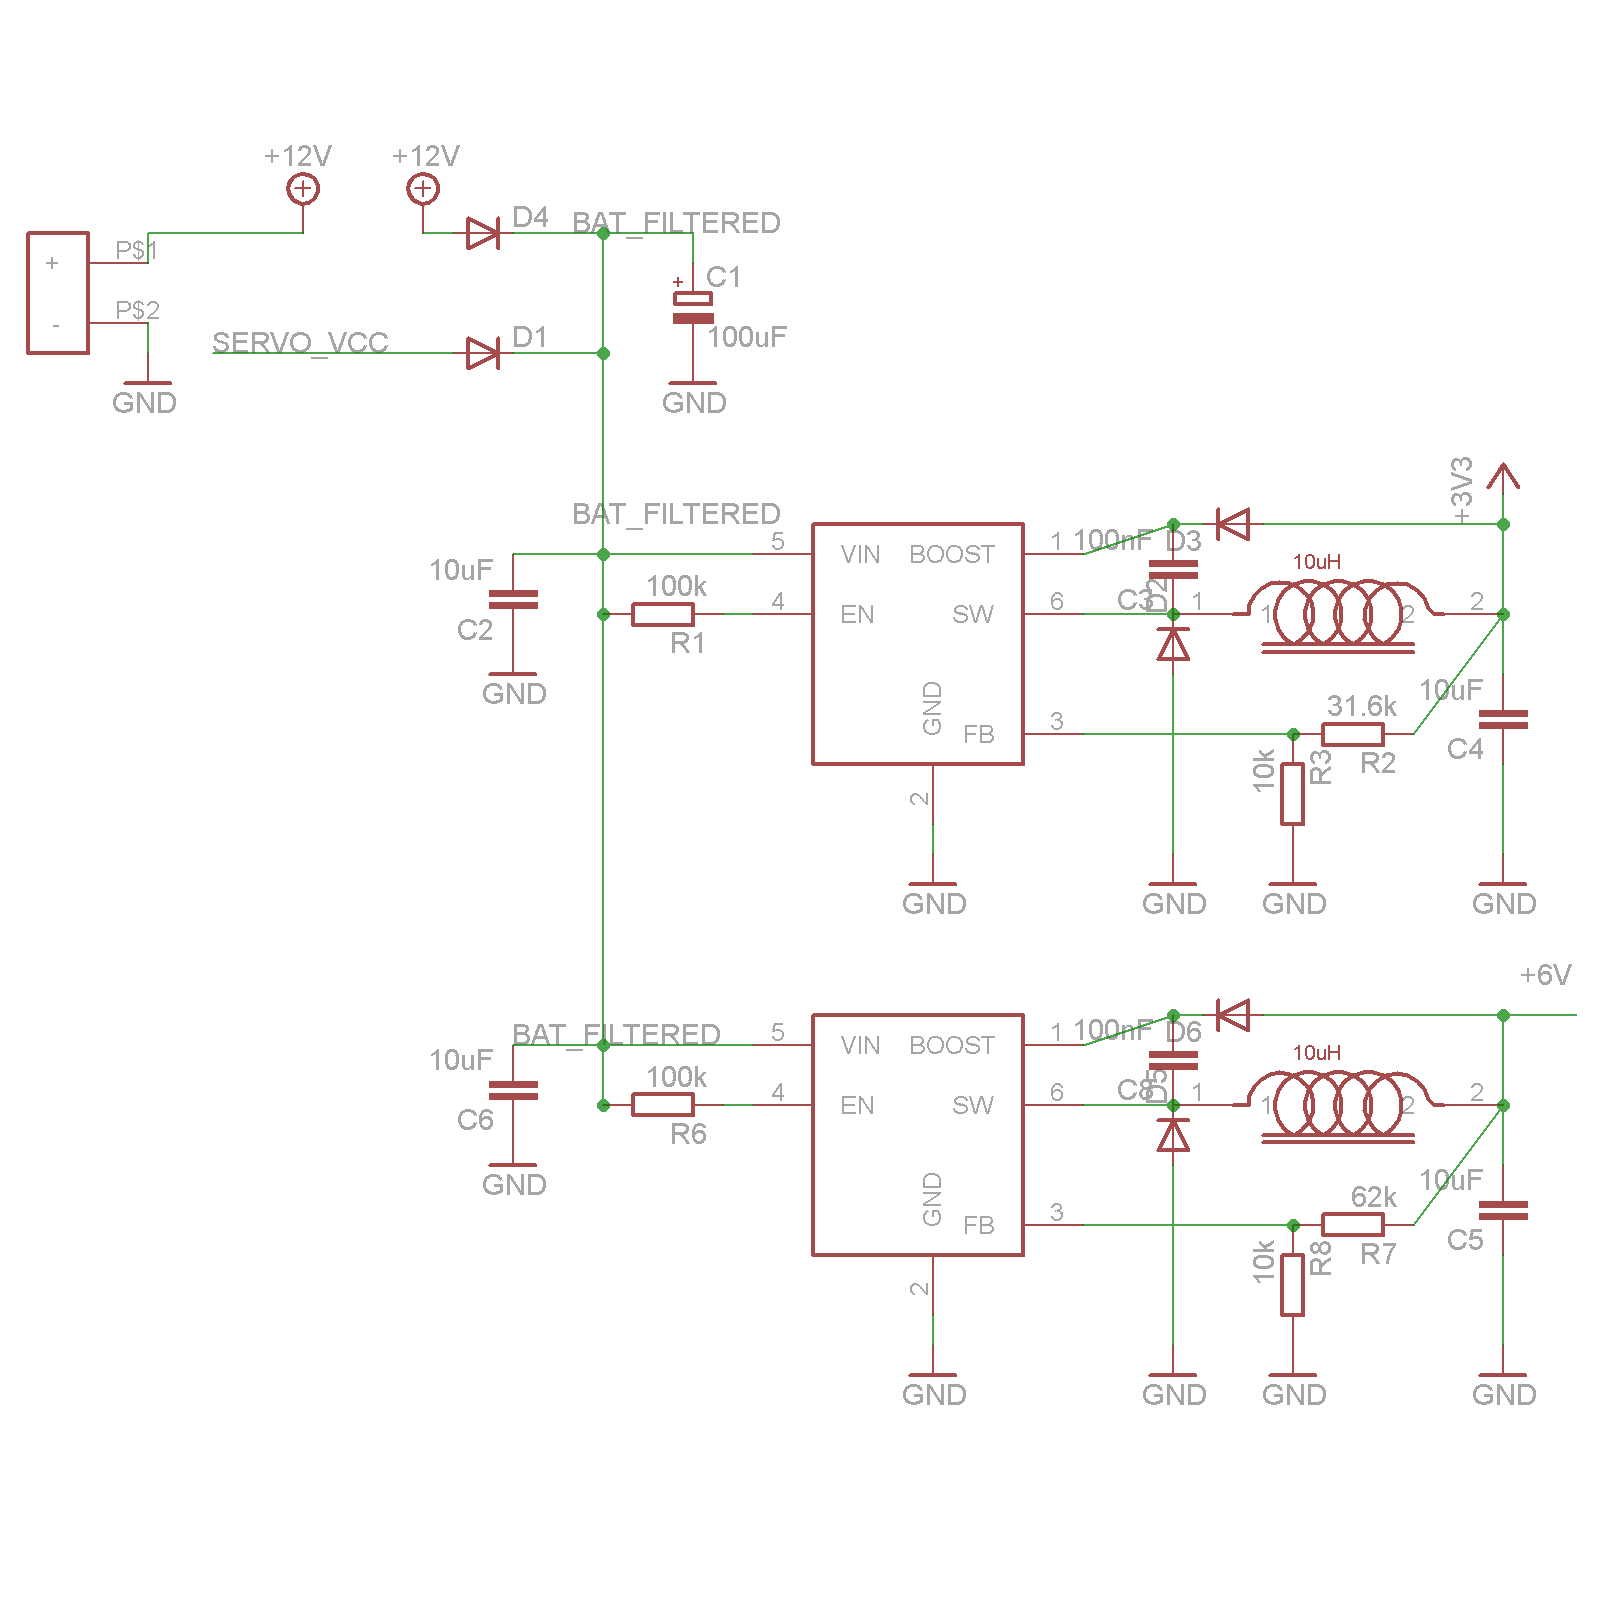 +12V +12V
D4 BAT_FILTERED
P$1
+
C1
+
P$2
-
SERVO_VCC D1 100uF
GND GND
+3V3
BAT_FILTERED
5 VIN BOOST 1 100nF D3
10uF
100k 4 EN SW 6 C3 D2 1 10uH 1 2 2
C2 R1
GND
GND FB 3 31.6k 10uF
10k R3 R2 C4
2
GND GND GND GND
+6V
BAT_FILTERED 5 VIN BOOST 1 100nF D6
10uF
100k 4 EN SW 6 C8 D5 1 10uH 1 2 2
C6 R6
GND
GND FB 3 62k 10uF
10k R8 R7 C5
2
GND GND GND GND